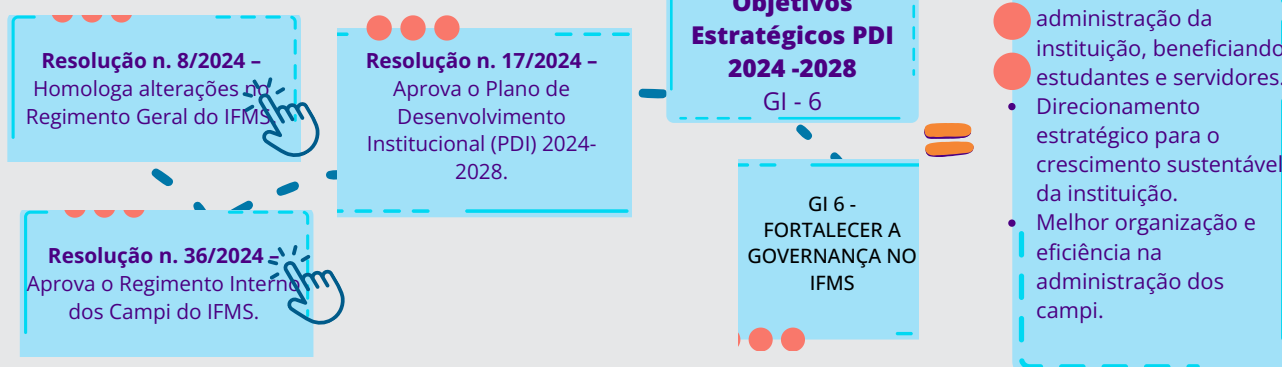 Resolução n. 8/2024 –
Homologa alterações no
Regimento Geral do IFMS.
Resolução n. 36/2024 –
Aprova o Regimento Interno
dos Campi do IFMS.
Resolução n. 17/2024 –
Aprova o Plano de
Desenvolvimento
Institucional (PDI) 2024-
2028.
Objetivos
Estratégicos PDI
2024 -2028
GI - 6
GI 6 -
FORTALECER A
GOVERNANÇA NO
IFMS
administração da
instituição, beneficiando
estudantes e servidores.
• Direcionamento
estratégico para o
crescimento sustentável
da instituição.
• Melhor organização e
eficiência na
administração dos
campi.